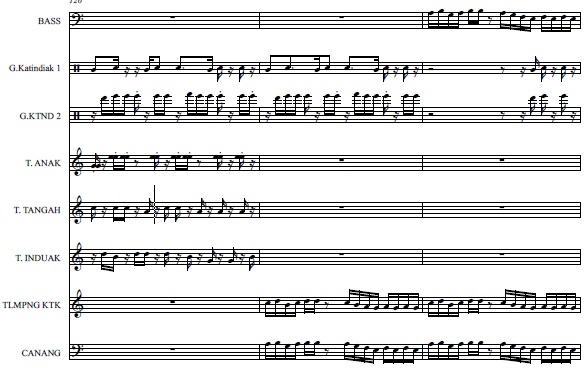 BASS
G.Katindiak 1
G.KTND 2
T. ANAK
T. TANGAH
T. INDUAK
TLMPNG KTK
CANANG